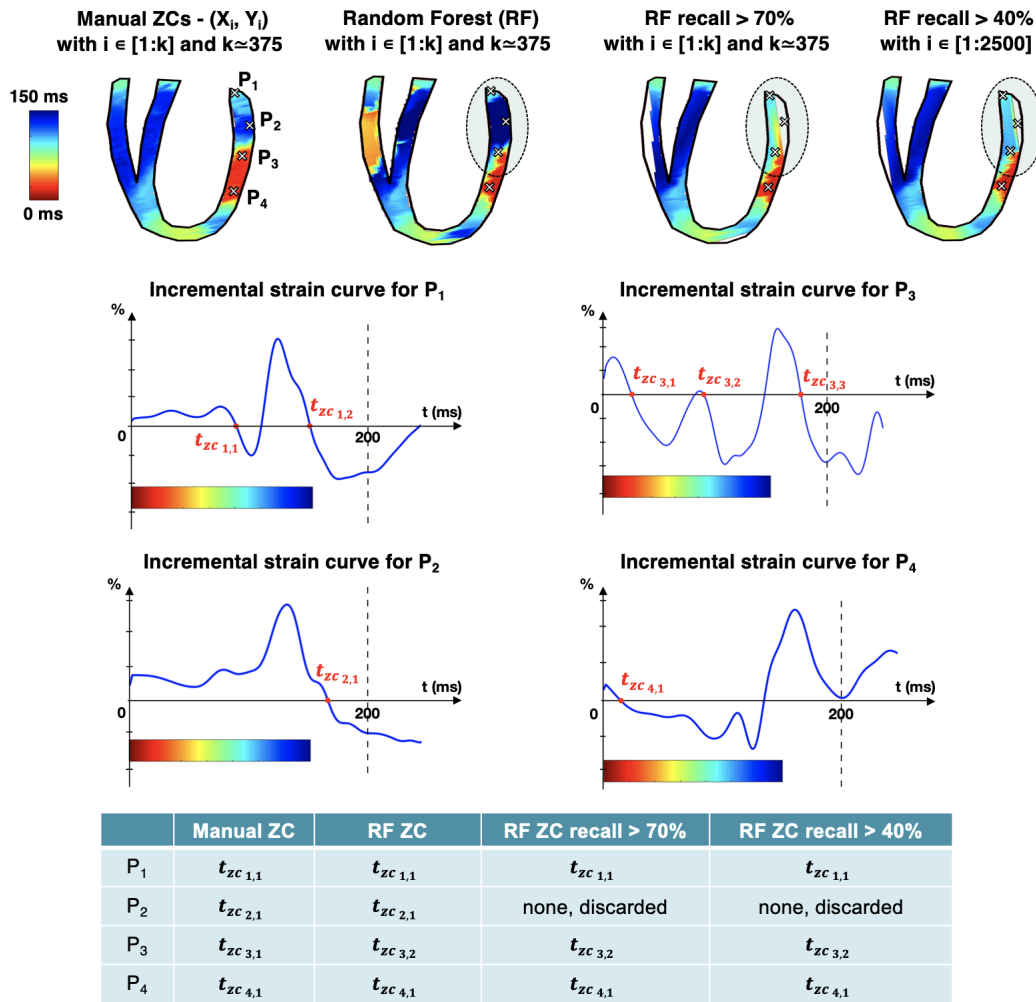 Manual ZCs - (Xi, Yi)
with i ∈ [1:k] and k≃375
Random Forest (RF)
with i ∈ [1:k] and k≃375
RF recall > 70%
with i ∈ [1:k] and k≃375
RF recall > 40%
with i ∈ [1:2500]
150 ms
0 ms
P1
P2
P3
P4
Incremental strain curve for P1
%
tzc 1,1
tzc 1,2
t (ms)
0
200
Incremental strain curve for P3
%
tzc 3,1
tzc 3,2
tzc 3,3
t (ms)
0
200
Incremental strain curve for P2
%
tzc 2,1
t (ms)
0
200
Incremental strain curve for P4
%
tzc 4,1
t (ms)
0
200
Manual ZC RF ZC RF ZC recall > 70% RF ZC recall > 40%
P1 tzc 1,1 tzc 1,1 tzc 1,1 tzc 1,1
P2 tzc 2,1 tzc 2,1 none, discarded none, discarded
P3 tzc 3,1 tzc 3,2 tzc 3,2 tzc 3,2
P4 tzc 4,1 tzc 4,1 tzc 4,1 tzc 4,1